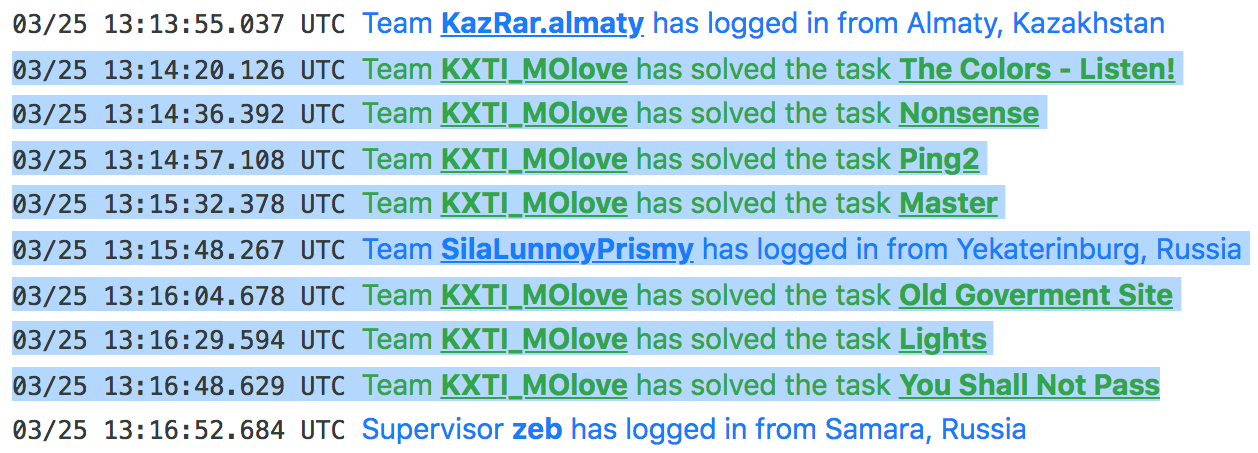 03/25 13:13:55.037 UTC Team KazRar.almaty has logged in from Almaty, Kazakhstan
03/25 13:14:20.126 UTC Team KXTI_MOlove has solved the task The Colors - Listen!
03/25 13:14:36.392 UTC Team KXTI_MOlove has solved the task Nonsense
03/25 13:14:57.108 UTC Team KXTI_MOlove has solved the task Ping2
03/25 13:15:32.378 UTC Team KXTI_MOlove has solved the task Master
03/25 13:15:48.267 UTC Team SilaLunnoyPrismy has logged in from Yekaterinburg, Russia
03/25 13:16:04.678 UTC Team KXTI_MOlove has solved the task Old Goverment Site
03/25 13:16:29.594 UTC Team KXTI_MOlove has solved the task Lights
03/25 13:16:48.629 UTC Team KXTI_MOlove has solved the task You Shall Not Pass
03/25 13:16:52.684 UTC Supervisor zeb has logged in from Samara, Russia